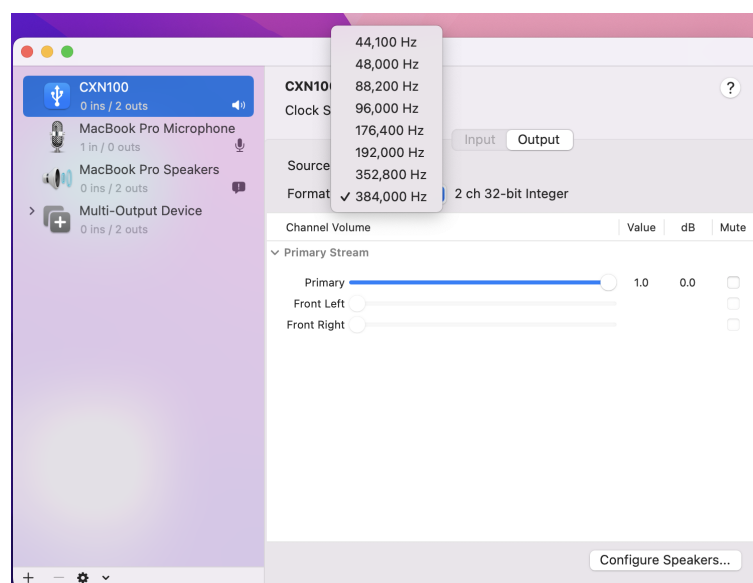 CXN100
0 ins / 2 outs
MacBook Pro Microphone
1 in / 0 outs
MacBook Pro Speakers
0 ins / 2 outs
Multi-Output Device
0 ins / 2 outs
44,100 Hz
48,000 Hz
88,200 Hz
96,000 Hz
176,400 Hz
192,000 Hz
352,800 Hz
✓ 384,000 Hz
CXN10
?
Clock S
Input Output
Source
Format 2 ch 32-bit Integer
Channel Volume Value dB Mute
Primary Stream
Primary 1.0 0.0
Front Left
Front Right
Configure Speakers...